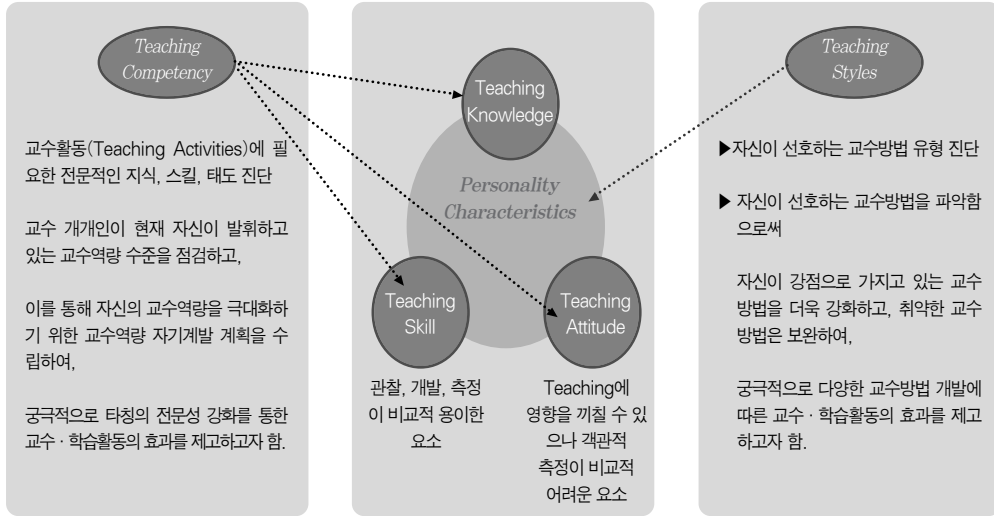 Teaching
Competency
교수활동(Teaching Activities)에 필
요한 전문적인 지식, 스킬, 태도 진단
교수 개개인이 현재 자신이 발휘하고
있는 교수역량 수준을 점검하고,
이를 통해 자신의 교수역량을 극대화하
기 위한 교수역량 자기계발 계획을 수
립하여,
궁극적으로 타칭의 전문성 강화를 통한
교수 · 학습활동의 효과를 제고하고자 함.
Teaching
Knowledge
Personality
Characteristics
Teaching
Skill
Teaching
Attitude
관찰, 개발, 측정
이 비교적 용이한
요소
Teaching에
영향을 끼칠 수 있
으나 객관적
측정이 비교적
어려운 요소
Teaching
Styles
▶자신이 선호하는 교수방법 유형 진단
▶ 자신이 선호하는 교수방법을 파악함
으로써
자신이 강점으로 가지고 있는 교수
방법을 더욱 강화하고, 취약한 교수
방법은 보완하여,
궁극적으로 다양한 교수방법 개발에
따른 교수 · 학습활동의 효과를 제고
하고자 함.